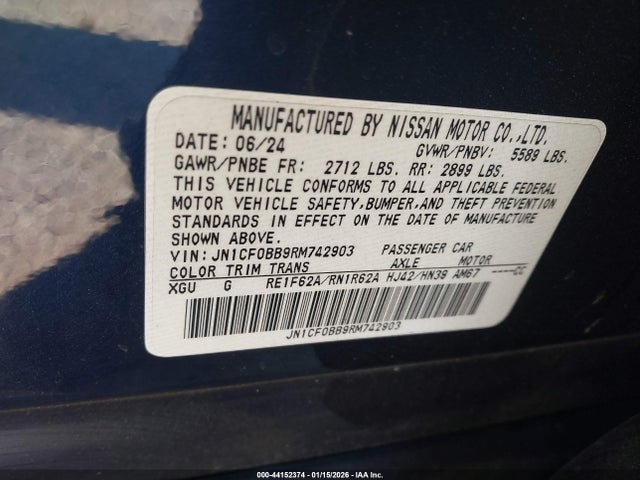 MANUFACTURED BY NISSAN MOTOR CO.,LTD.
DATE: 06/24 GVWR/PNBV: 5589 LBS.
GAWR/PNBE FR: 2712 LBS. RR: 2899 LBS.
THIS VEHICLE CONFORMS TO ALL APPLICABLE FEDERAL
MOTOR VEHICLE SAFETY,BUMPER,AND THEFT PREVENTION
STANDARDS IN EFFECT ON THE DATE OF MANUFACTURE
SHOWN ABOVE.
VIN: JN1CF0BB9RM742903 PASSENGER CAR
COLOR TRIM TRANS AXLE MOTOR
XGU G RE1F62A/RN1R62A HJ42/HN39 AM67 ----CC
JN1CF0BB9RM742903
000-44152374 - 01/15/2026 - IAA Inc.